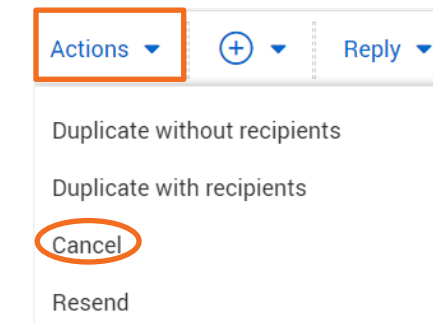 Actions Reply
Duplicate without recipients
Duplicate with recipients
Cancel
Resend